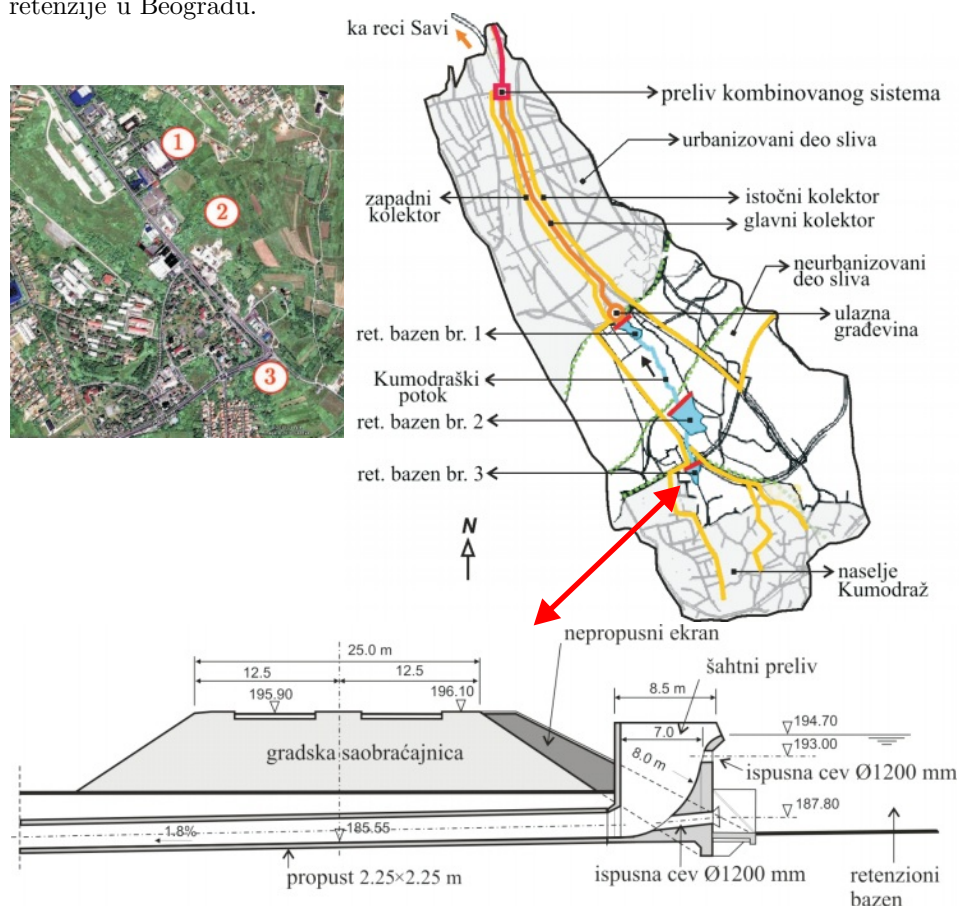 retenzije u Beogradu.
ka reci Savi
preliv kombinovanog sistema
urbanizovani deo sliva
zapadni
kolektor
istočni kolektor
glavni kolektor
neurbanizovani
deo sliva
ulazna
građevina
ret. bazen br. 1
Kumodraški
potok
ret. bazen br. 2
ret. bazen br. 3
naselje
Kumodraž
N
1
2
3
nepropusni ekran
šahtni preliv
25.0 m
12.5
12.5
195.90
196.10
8.5 m
7.0
8.0 m
194.70
193.00
ispusna cev Ø1200 mm
187.80
gradska saobraćajnica
1.8%
185.55
propust 2.25×2.25 m
ispusna cev Ø1200 mm
retenzioni
bazen